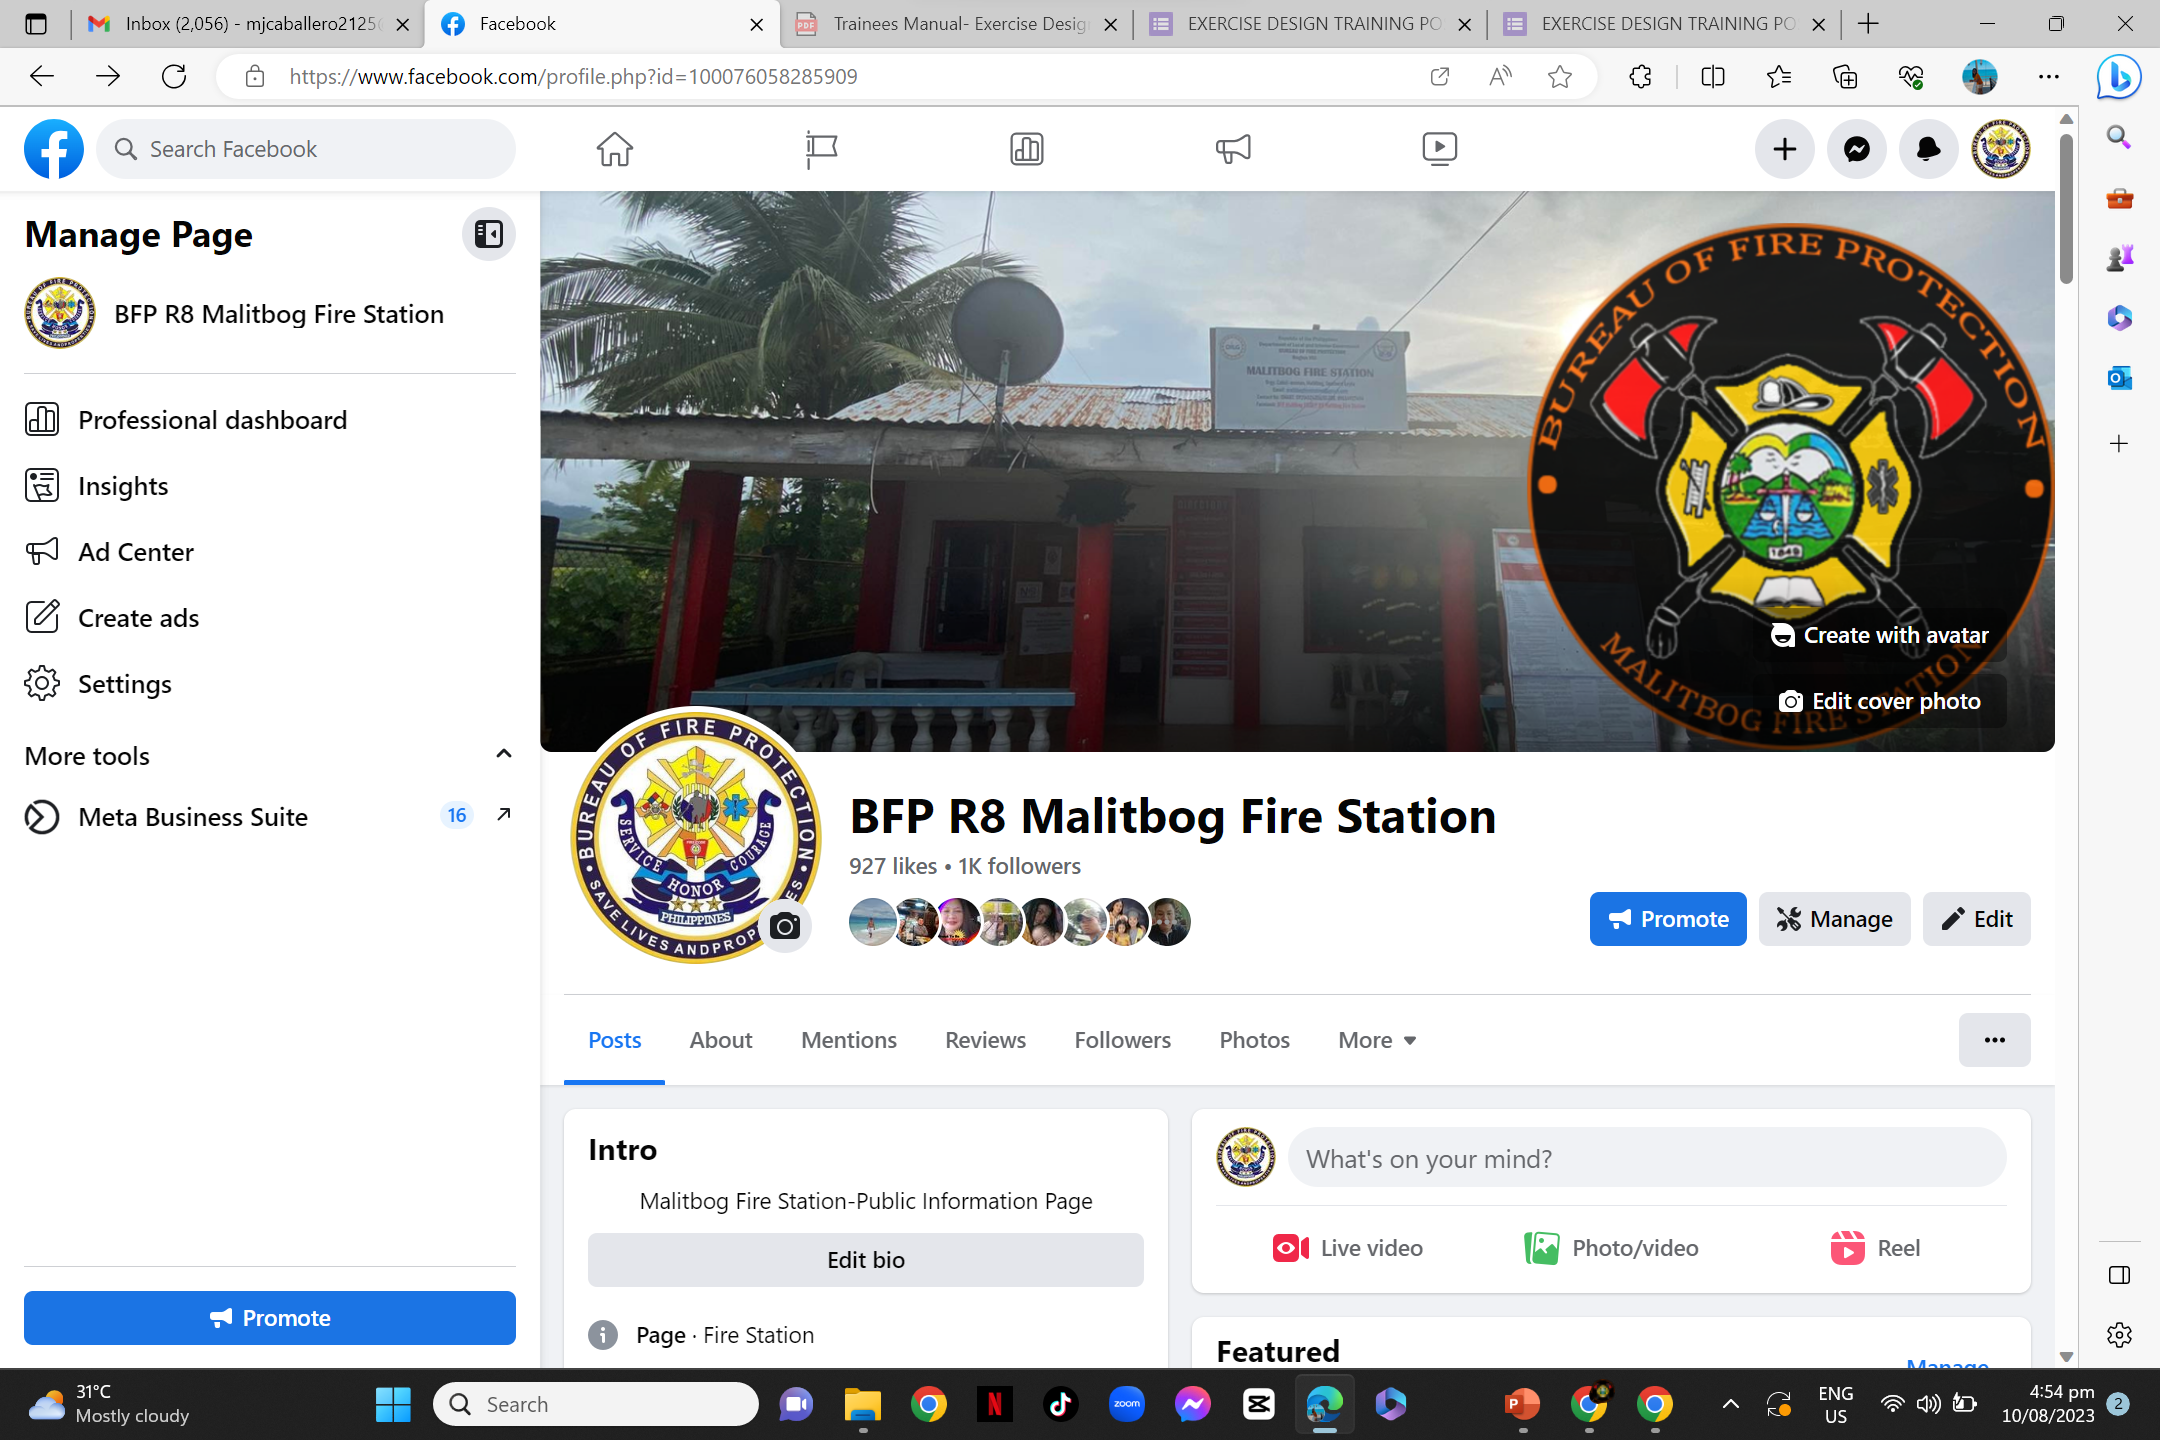 Inbox (2,056) - mjcaballero2125
Facebook
Trainees Manual- Exercise Desig
EXERCISE DESIGN TRAINING PO
EXERCISE DESIGN TRAINING PO
https://www.facebook.com/profile.php?id=100076058285909
Search Facebook
Manage Page
BFP R8 Malitbog Fire Station
Professional dashboard
Insights
Ad Center
Create ads
Settings
More tools
Meta Business Suite
16
Promote
MALITBOG FIRE STATION
BUREAU OF FIRE PROTECTION
1849
MALITBOG FIRE STATION
Create with avatar
Edit cover photo
BUREAU OF FIRE PROTECTION
SERVICE HONOR COURAGE
PHILIPPINES
SAVE LIVES AND PROP
BFP R8 Malitbog Fire Station
927 likes • 1K followers
Promote
Manage
Edit
Posts
About
Mentions
Reviews
Followers
Photos
More
Intro
Malitbog Fire Station-Public Information Page
Edit bio
Page · Fire Station
What's on your mind?
Live video
Photo/video
Reel
Featured
Manage
31°C
Mostly cloudy
Search
zoom
ENG
US
4:54 pm
10/08/2023
2